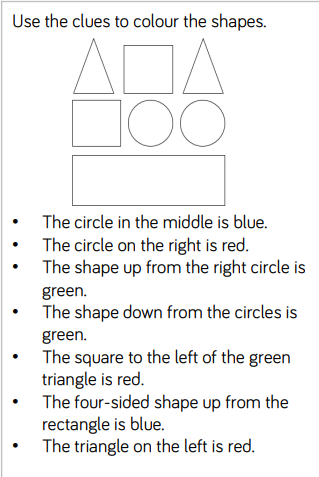 Use the clues to colour the shapes.
• The circle in the middle is blue.
• The circle on the right is red.
• The shape up from the right circle is
green.
• The shape down from the circles is
green.
• The square to the left of the green
triangle is red.
• The four-sided shape up from the
rectangle is blue.
• The triangle on the left is red.